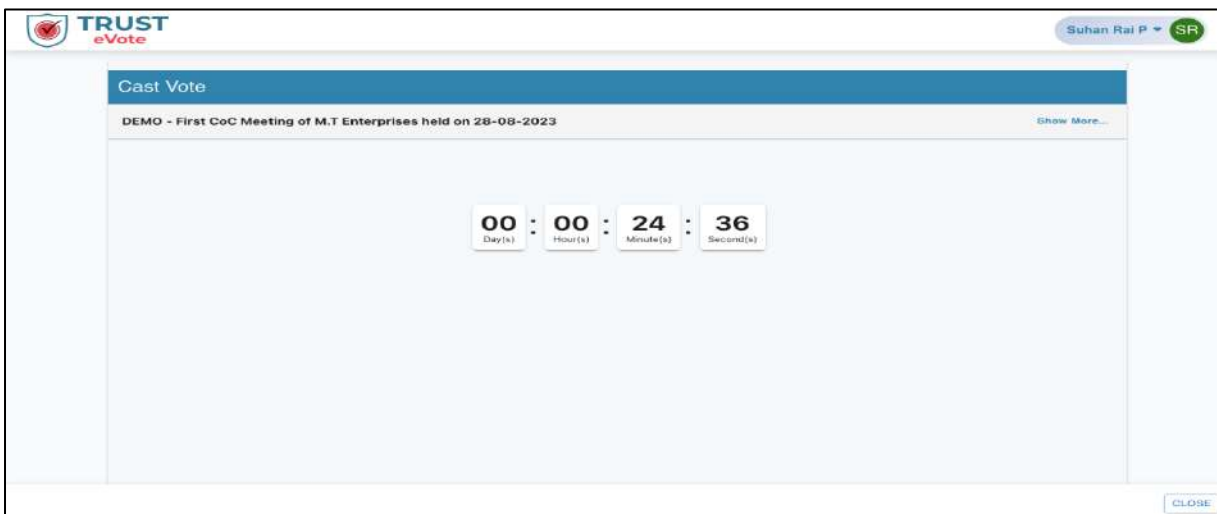 TRUST
eVote
Suhan Rai P
SR
Cast Vote
DEMO - First CoC Meeting of M.T Enterprises held on 28-08-2023
Show More...
00 : 00 : 24 : 36
Day(s) Hour(s) Minute(s) Second(s)
CLOSE